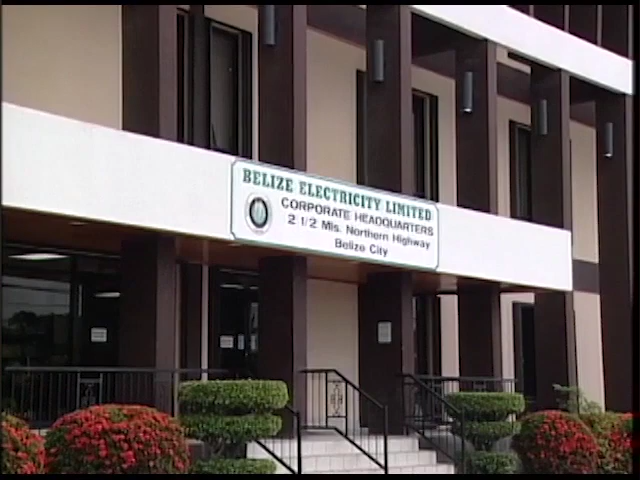 BELIZE ELECTRICITY LIMITED
CORPORATE HEADQUARTERS
2 1/2 Mls. Northern Highway
Belize City